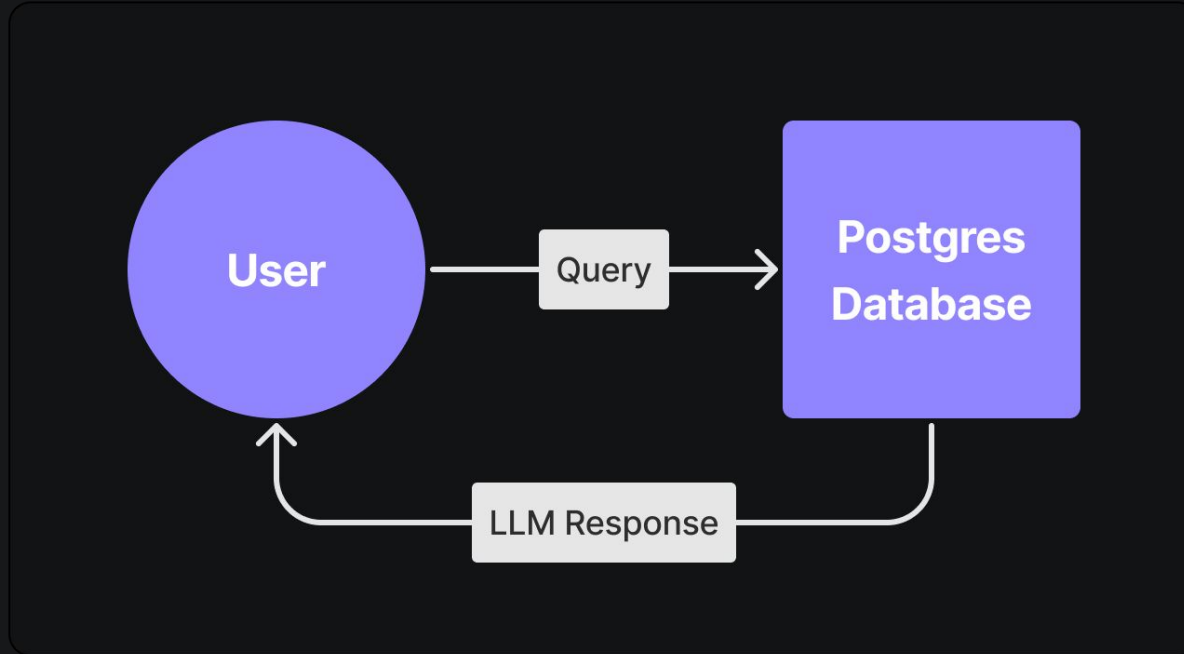 User
Query
Postgres
Database
LLM Response